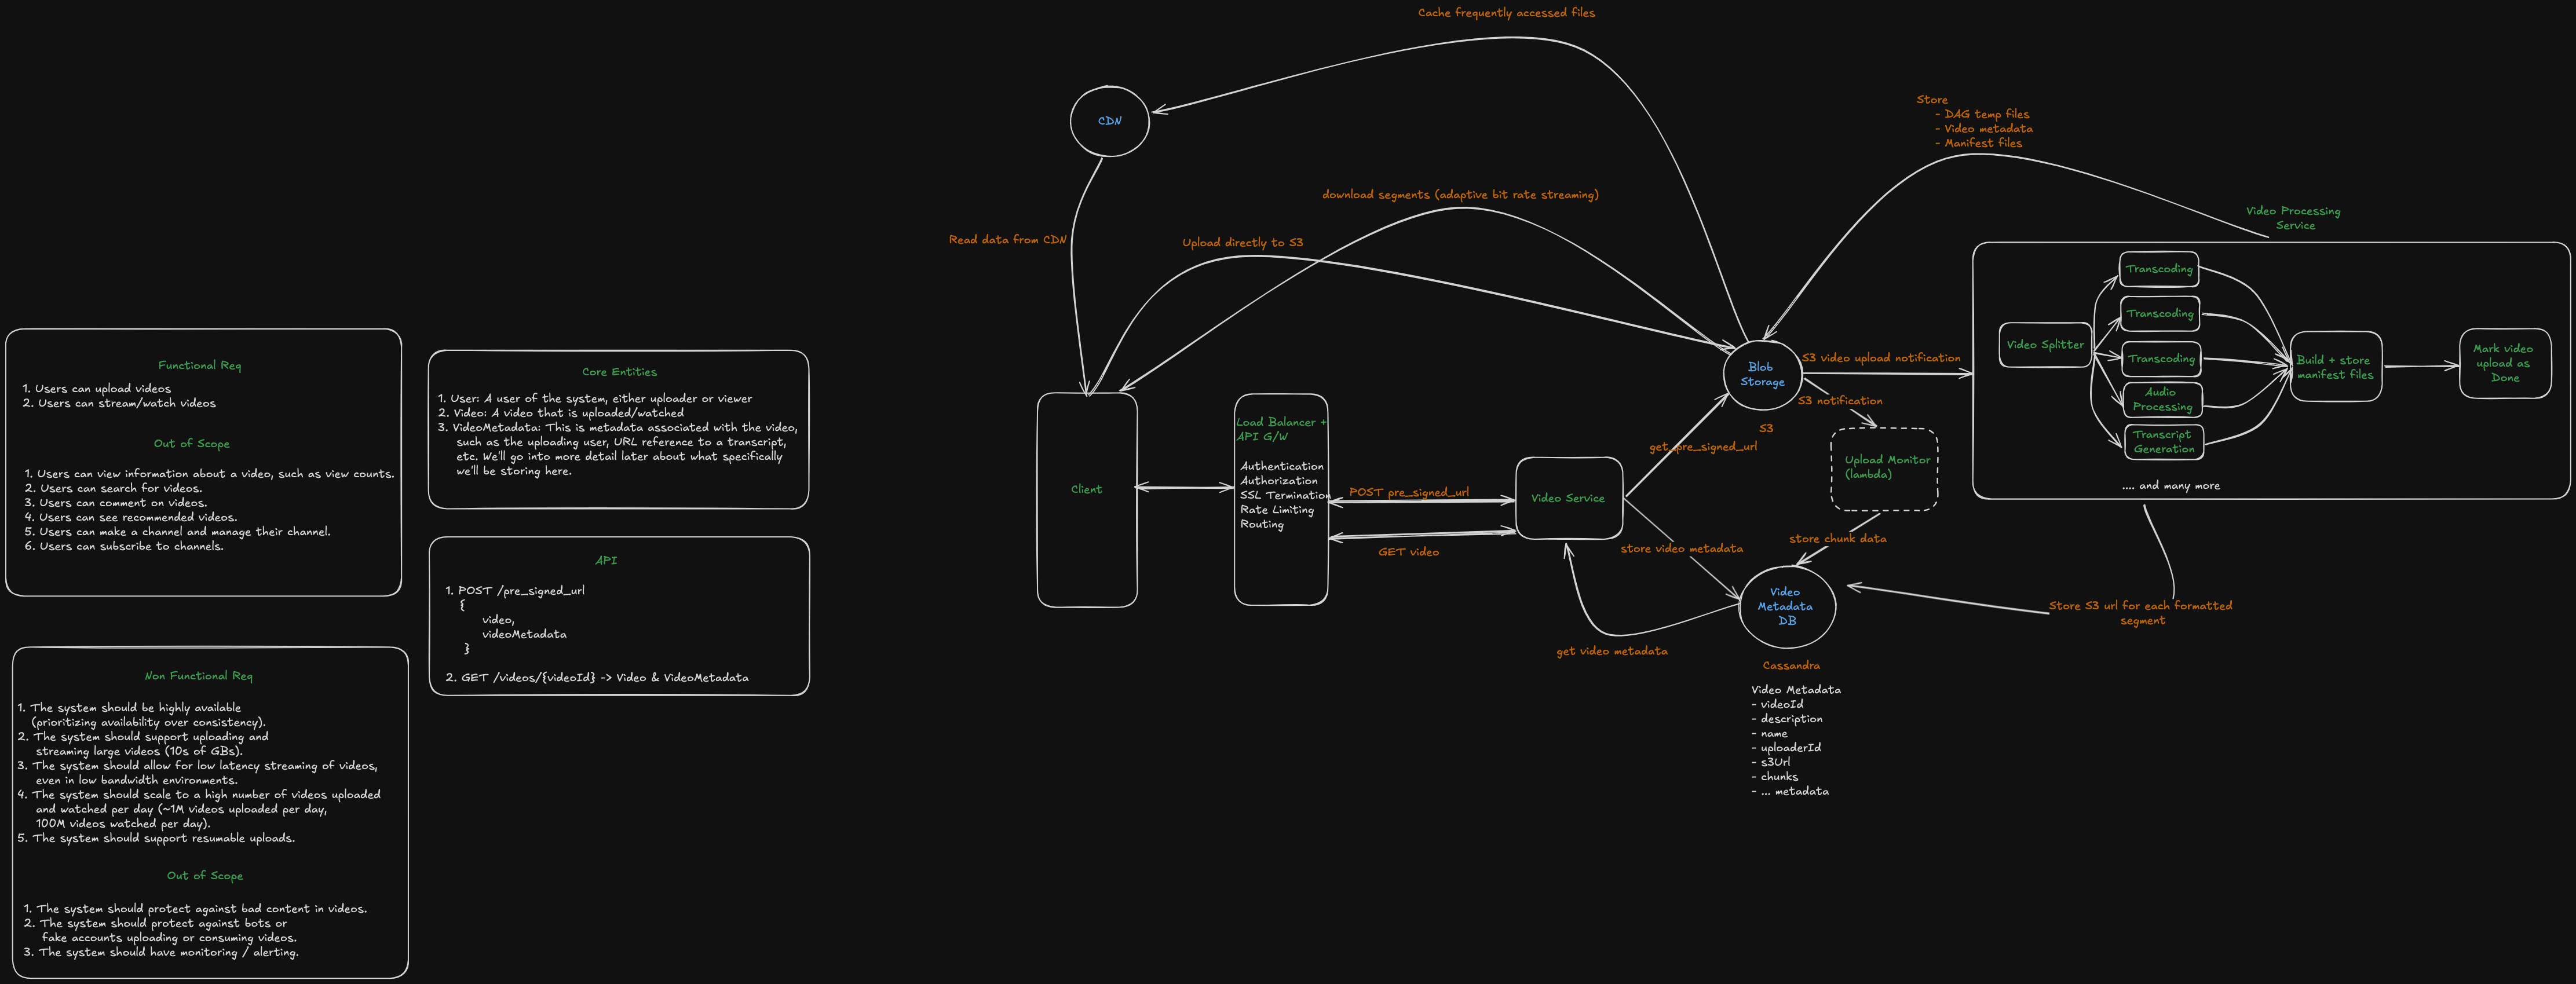 Functional Req
1. Users can upload videos
2. Users can stream/watch videos
Out of Scope
1. Users can view information about a video, such as view counts.
2. Users can search for videos.
3. Users can comment on videos.
4. Users can see recommended videos.
5. Users can make a channel and manage their channel.
6. Users can subscribe to channels.
Non Functional Req
1. The system should be highly available
(prioritizing availability over consistency).
2. The system should support uploading and
streaming large videos (10s of GBs).
3. The system should allow for low latency streaming of videos,
even in low bandwidth environments.
4. The system should scale to a high number of videos uploaded
and watched per day (~1M videos uploaded per day,
100M videos watched per day).
5. The system should support resumable uploads.
Out of Scope
1. The system should protect against bad content in videos.
2. The system should protect against bots or
fake accounts uploading or consuming videos.
3. The system should have monitoring / alerting.
Core Entities
1. User: A user of the system, either uploader or viewer
2. Video: A video that is uploaded/watched
3. VideoMetadata: This is metadata associated with the video,
such as the uploading user, URL reference to a transcript,
etc. We'll go into more detail later about what specifically
we'll be storing here.
API
1. POST /pre_signed_url
{
video,
videoMetadata
}
2. GET /videos/{videoId} -> Video & VideoMetadata
Cache frequently accessed files
CDN
Read data from CDN
download segments (adaptive bit rate streaming)
Upload directly to S3
Client
Load Balancer +
API G/W
Authentication
Authorization
SSL Termination
Rate Limiting
Routing
POST pre_signed_url
GET video
Video Service
get_pre_signed_url
store video metadata
get video metadata
Blob
Storage
S3
S3 video upload notification
S3 notification
Upload Monitor
(lambda)
store chunk data
Video
Metadata
DB
Cassandra
Video Metadata
- videoId
- description
- name
- uploaderId
- s3Url
- chunks
- ... metadata
Store
- DAG temp files
- Video metadata
- Manifest files
Video Processing
Service
Video Splitter
Transcoding
Transcoding
Transcoding
Audio
Processing
Transcript
Generation
.... and many more
Build + store
manifest files
Mark video
upload as
Done
Store S3 url for each formatted
segment